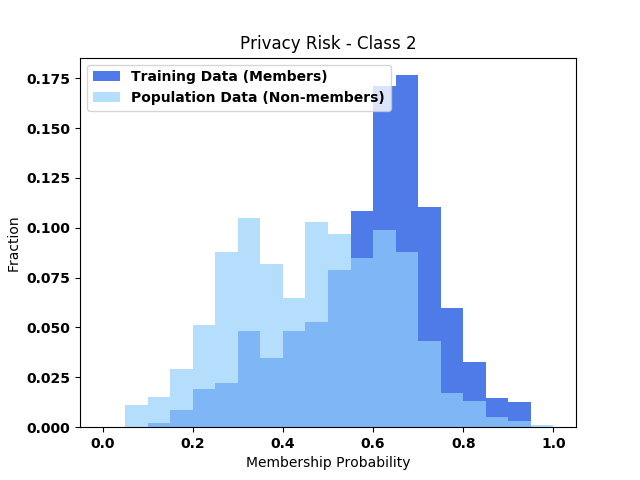 Privacy Risk - Class 2
Training Data (Members)
Population Data (Non-members)
0.175
0.150
0.125
0.100
0.075
0.050
0.025
0.000
Fraction
0.0 0.2 0.4 0.6 0.8 1.0
Membership Probability